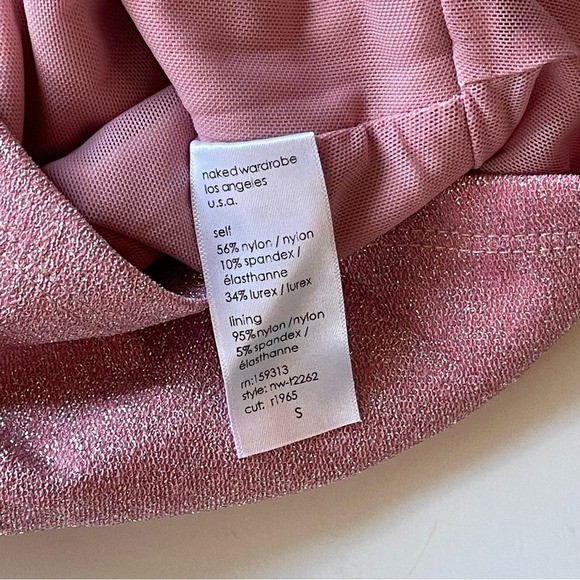 naked wardrobe
los angeles
u.s.a.
self
56% nylon / nylon
10% spandex /
élasthanne
34% lurex / lurex
lining
95% nylon / nylon
5% spandex /
élasthanne
rn: 159313
style: nw-t2262
cut: r1965
S